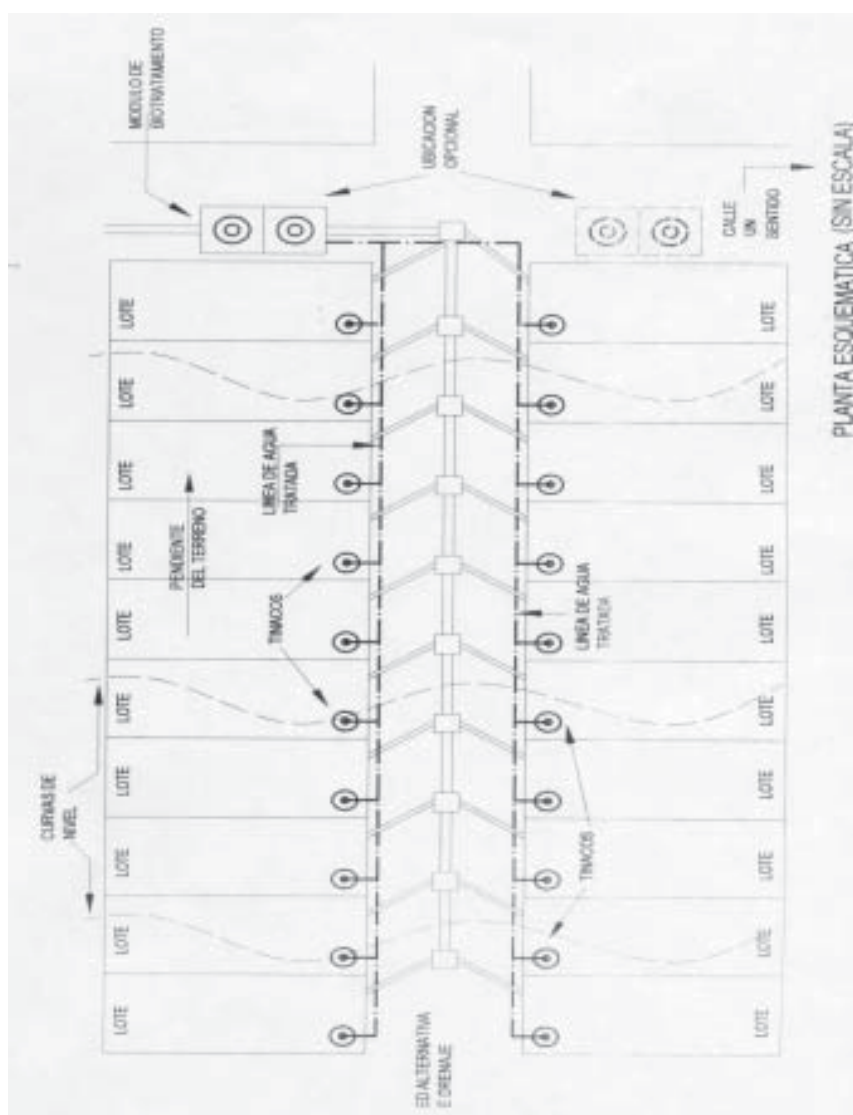 CURVAS DE
NIVEL
MODULO DE
BIOTRATAMIENTO
LOTE
LOTE
LOTE
LOTE
LOTE
LOTE
LOTE
LOTE
LOTE
LOTE
PENDIENTE
DEL TERRENO
LINEA DE AGUA
TRATADA
TINACOS
UBICACION
OPCIONAL
ED ALTERNATIVA
E DRENAJE
LINEA DE AGUA
TRATADA
TINACOS
CALLE
UN
SENTIDO
LOTE
LOTE
LOTE
LOTE
LOTE
LOTE
LOTE
LOTE
LOTE
LOTE
PLANTA ESQUEMATICA (SIN ESCALA)